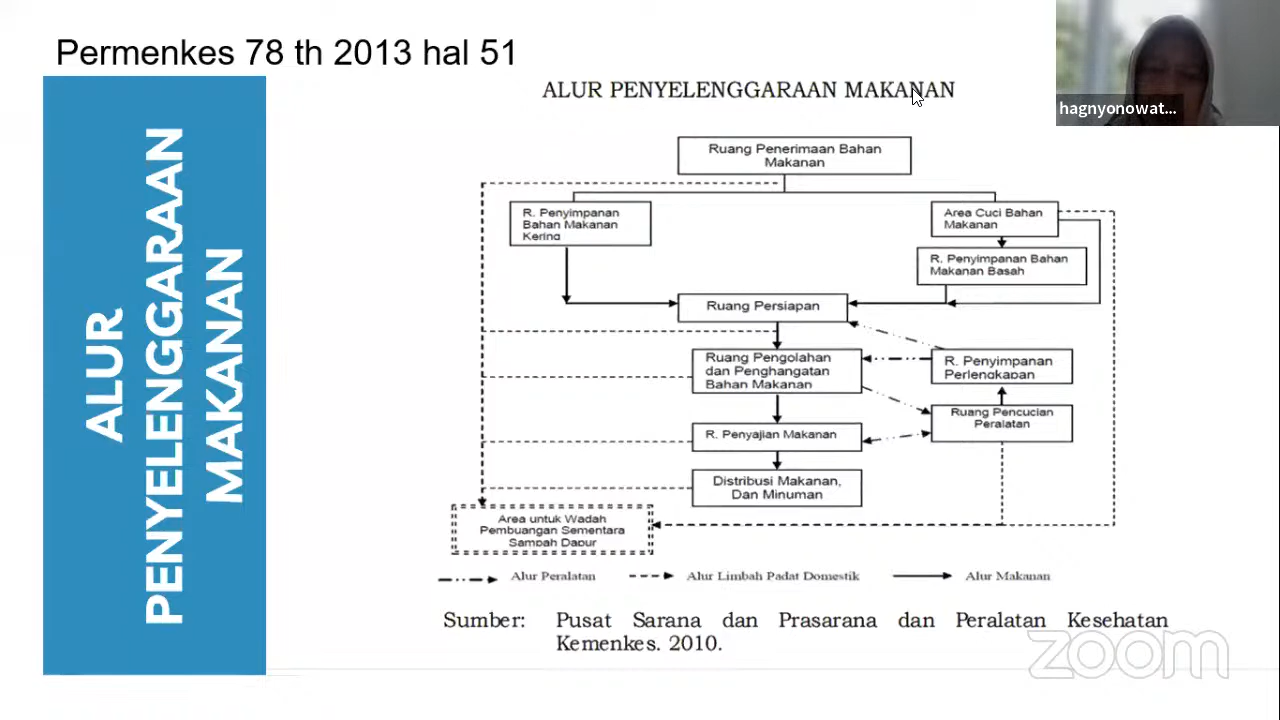 Permenkes 78 th 2013 hal 51
hagnyonowat...
ALUR
PENYELENGGARAAN
MAKANAN
ALUR PENYELENGGARAAN MAKANAN
Ruang Penerimaan Bahan
Makanan
R. Penyimpanan
Bahan Makanan
Kering
Area Cuci Bahan
Makanan
R. Penyimpanan Bahan
Makanan Basah
Ruang Persiapan
Ruang Pengolahan
dan Penghangatan
Bahan Makanan
R. Penyimpanan
Perlengkapan
Ruang Pencucian
Peralatan
R. Penyajian Makanan
Distribusi Makanan,
Dan Minuman
Area untuk Wadah
Pembuangan Sementara
Sampah Dapur
Alur Peralatan
Alur Limbah Padat Domestik
Alur Makanan
Sumber: Pusat Sarana dan Prasarana dan Peralatan Kesehatan
Kemenkes. 2010.
zoom